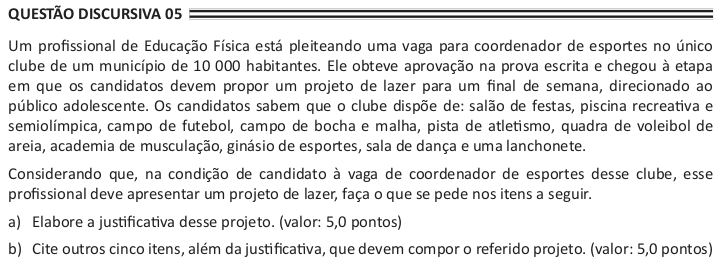 QUESTÃO DISCURSIVA 05
Um profissional de Educação Física está pleiteando uma vaga para coordenador de esportes no único
clube de um município de 10 000 habitantes. Ele obteve aprovação na prova escrita e chegou à etapa
em que os candidatos devem propor um projeto de lazer para um final de semana, direcionado ao
público adolescente. Os candidatos sabem que o clube dispõe de: salão de festas, piscina recreativa e
semiolímpica, campo de futebol, campo de bocha e malha, pista de atletismo, quadra de voleibol de
areia, academia de musculação, ginásio de esportes, sala de dança e uma lanchonete.
Considerando que, na condição de candidato à vaga de coordenador de esportes desse clube, esse
profissional deve apresentar um projeto de lazer, faça o que se pede nos itens a seguir.
a) Elabore a justificativa desse projeto. (valor: 5,0 pontos)
b) Cite outros cinco itens, além da justificativa, que devem compor o referido projeto. (valor: 5,0 pontos)